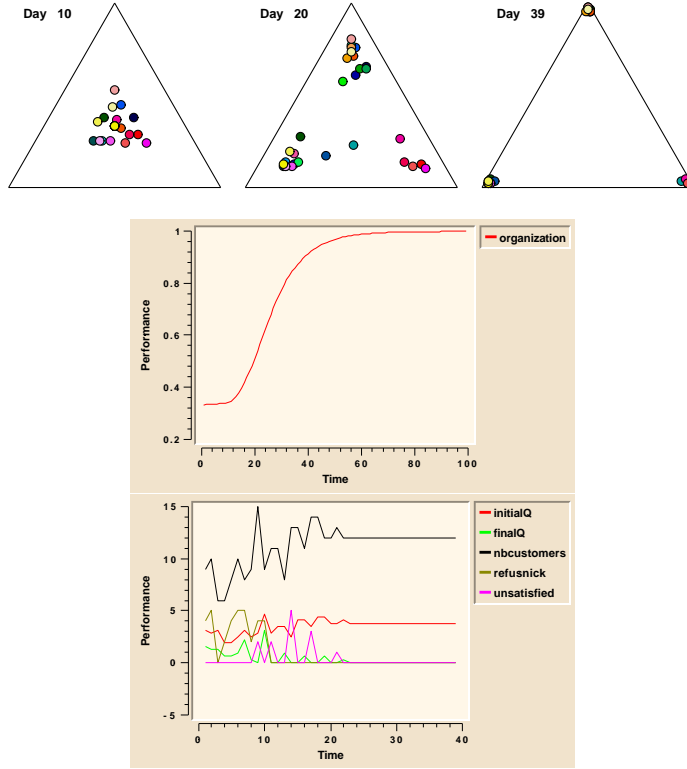 Day 10
Day 20
Day 39
1
0.8
0.6
0.4
0.2
Performance
0 20 40 60 80 100
Time
organization
15
10
5
0
-5
Performance
0 10 20 30 40
Time
initialQ
finalQ
nbcustomers
refusnick
unsatisfied